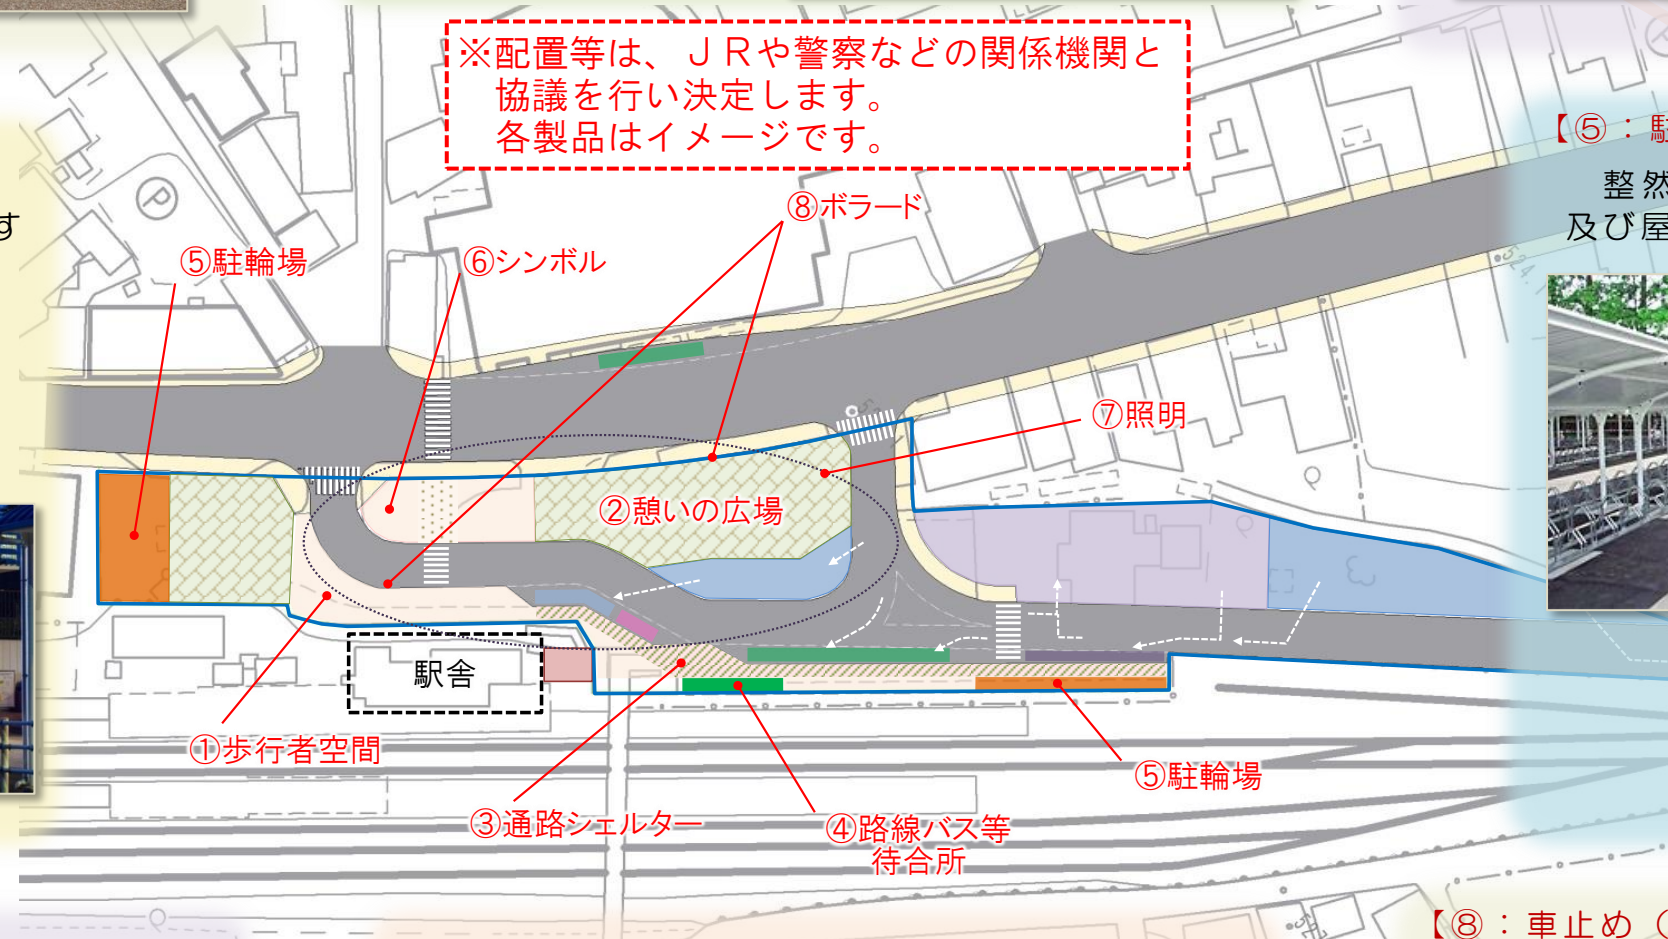 ※配置等は、ＪＲや警察などの関係機関と
協議を行い決定します。
各製品はイメージです。
【⑤：駐
整然
及び屋
す
⑧ボラード
⑤駐輪場
⑥シンボル
⑦照明
②憩いの広場
駅舎
①歩行者空間
⑤駐輪場
③通路シェルター
④路線バス等
待合所
【⑧：車止め（
P